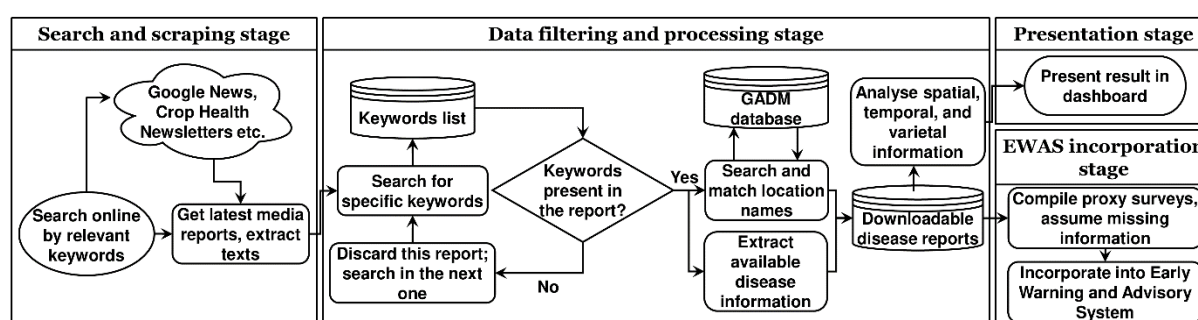 Search and scraping stage
Google News,
Crop Health
Newsletters etc.
Search online
by relevant
keywords
Get latest media
reports, extract
texts
Data filtering and processing stage
Keywords list
Search for
specific keywords
Discard this report;
search in the next
one
Keywords
present in
the report?
Yes
No
GADM
database
Search and
match location
names
Extract
available
disease
information
Analyse spatial,
temporal, and
varietal
information
Downloadable
disease reports
Presentation stage
Present result in
dashboard
EWAS incorporation
stage
Compile proxy surveys,
assume missing
information
Incorporate into Early
Warning and Advisory
System